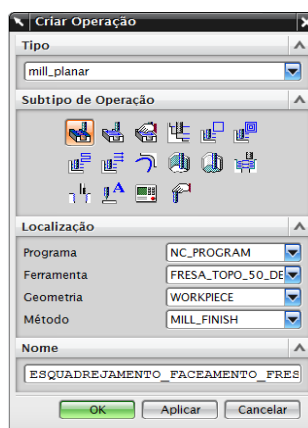 Criar Operação
Tipo
mill_planar
Subtipo de Operação
Localização
Programa NC_PROGRAM
Ferramenta FRESA_TOPO_50_DE
Geometria WORKPIECE
Método MILL_FINISH
Nome
ESQUADREJAMENTO_FACEAMENTO_FRES
OK Aplicar Cancelar